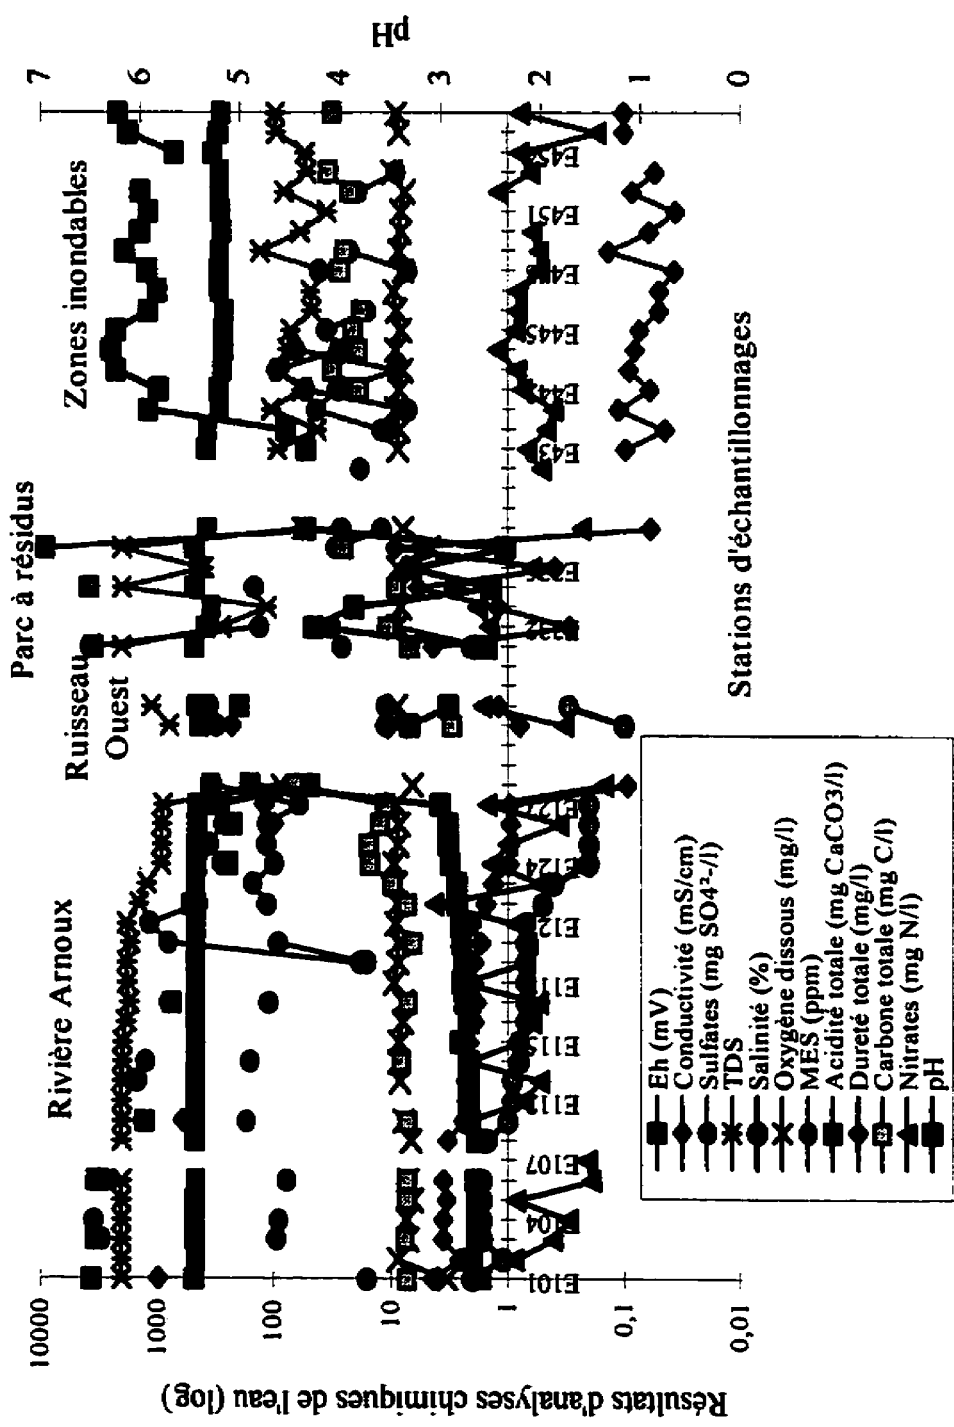 Parc à résidus
Zones inondables
Ruisseau
Ouest
Rivière Arnoux
7
6
5
4
3
2
1
0
pH
10000
1000
100
10
1
0,1
0,01
Résultats d'analyses chimiques de l'eau (log)
E101
E104
E107
E124
E451
E445
Stations d'échantillonnages
Eh (mV)
Conductivité (mS/cm)
Sulfates (mg SO4²-/l)
TDS
Salinité (%)
Oxygène dissous (mg/l)
MES (ppm)
Acidité totale (mg CaCO3/l)
Dureté totale (mg/l)
Carbone totale (mg C/l)
Nitrates (mg N/l)
pH